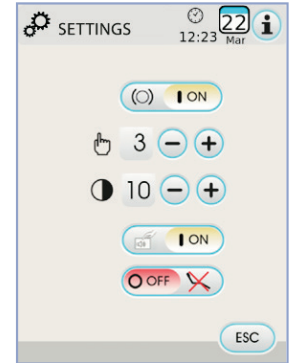 SETTINGS
12:23
22
Mar
i
I ON
3 − +
10 − +
I ON
O OFF
ESC